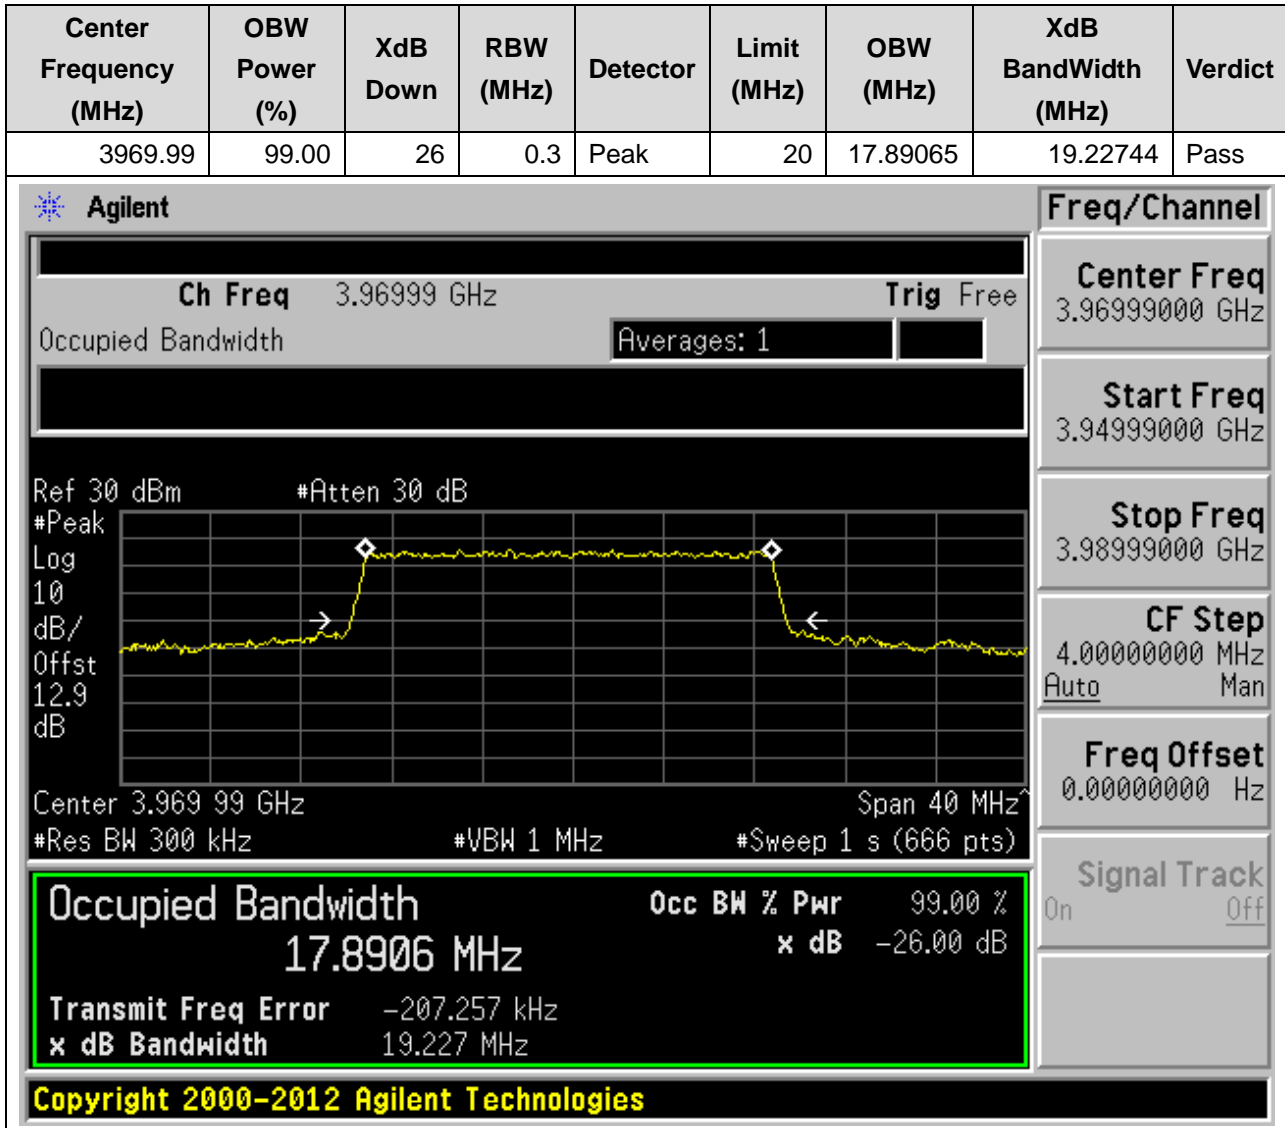 Center Frequency (MHz) OBW Power (%) XdB Down RBW (MHz) Detector Limit (MHz) OBW (MHz) XdB BandWidth (MHz) Verdict
3969.99 99.00 26 0.3 Peak 20 17.89065 19.22744 Pass
Agilent
Freq/Channel
Ch Freq 3.96999 GHz Trig Free
Occupied Bandwidth Averages: 1
Center Freq
3.96999000 GHz
Start Freq
3.94999000 GHz
Stop Freq
3.98999000 GHz
CF Step
4.00000000 MHz
Auto Man
Freq Offset
0.00000000 Hz
Signal Track
On Off
Ref 30 dBm #Atten 30 dB
#Peak
Log
10
dB/
Offst
12.9
dB
Center 3.969 99 GHz Span 40 MHz^
#Res BW 300 kHz #VBW 1 MHz #Sweep 1 s (666 pts)
Occupied Bandwidth
17.8906 MHz
Occ BW % Pwr 99.00 %
x dB -26.00 dB
Transmit Freq Error -207.257 kHz
x dB Bandwidth 19.227 MHz
Copyright 2000-2012 Agilent Technologies